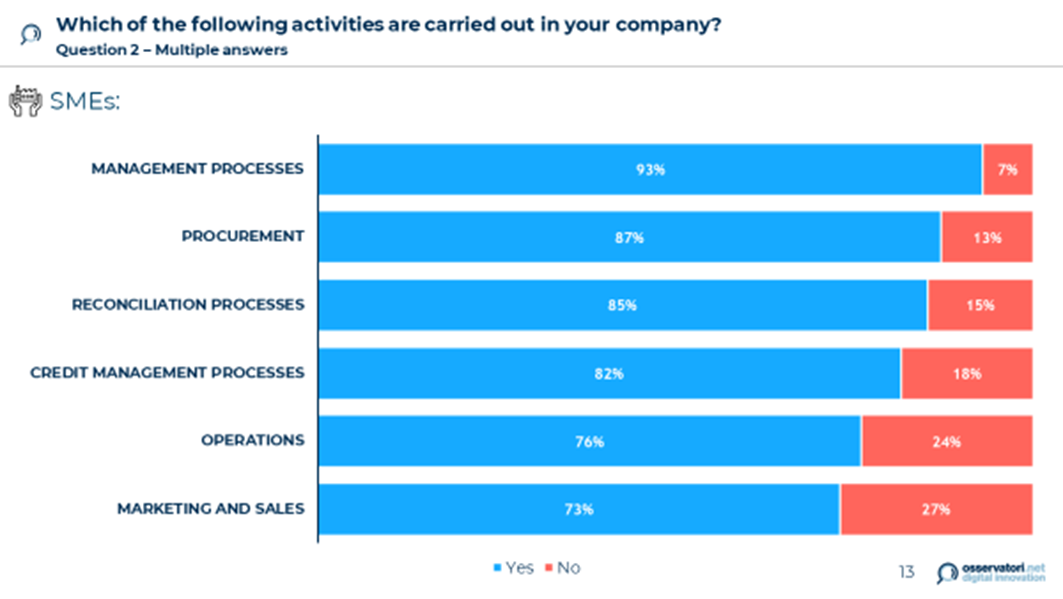 Which of the following activities are carried out in your company?
Question 2 – Multiple answers
SMEs:
MANAGEMENT PROCESSES 93% 7%
PROCUREMENT 87% 13%
RECONCILIATION PROCESSES 85% 15%
CREDIT MANAGEMENT PROCESSES 82% 18%
OPERATIONS 76% 24%
MARKETING AND SALES 73% 27%
Yes No
13
osservatori.net
digital innovation